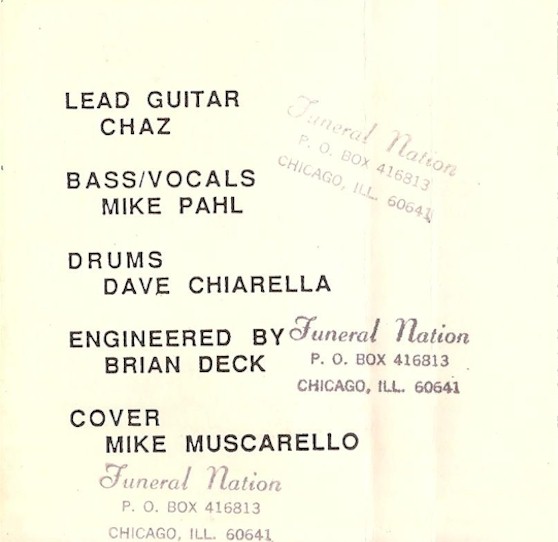 LEAD GUITAR
CHAZ
Funeral Nation
P. O. BOX 416813
CHICAGO, ILL. 60641
BASS/VOCALS
MIKE PAHL
DRUMS
DAVE CHIARELLA
ENGINEERED BY
BRIAN DECK
Funeral Nation
P. O. BOX 416813
CHICAGO, ILL. 60641
COVER
MIKE MUSCARELLO
Funeral Nation
P. O. BOX 416813
CHICAGO, ILL. 60641